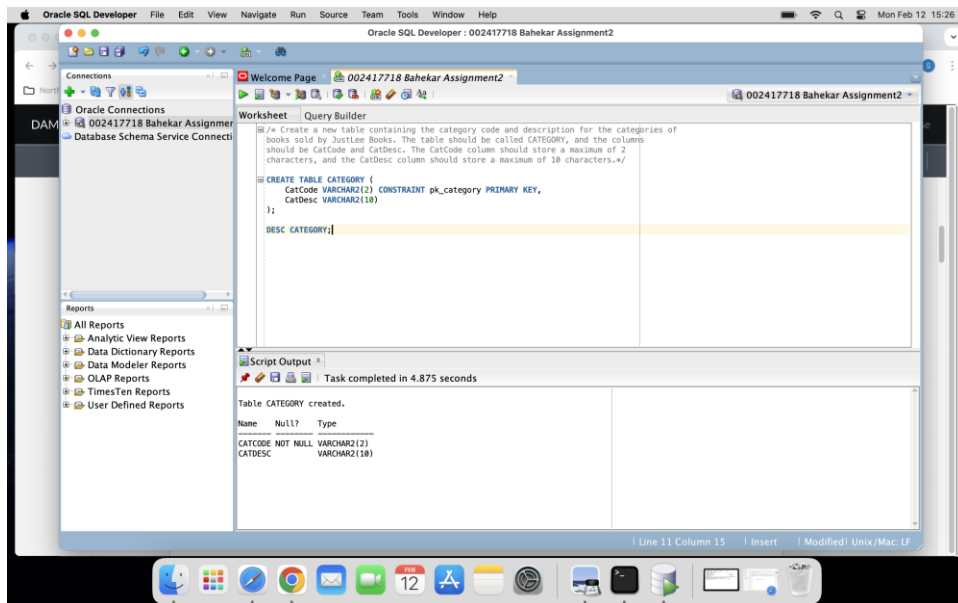 Oracle SQL Developer File Edit View Navigate Run Source Team Tools Window Help Mon Feb 12 15:26
Oracle SQL Developer : 002417718 Bahekar Assignment2
Connections
Oracle Connections
002417718 Bahekar Assignmer
Database Schema Service Connecti
Welcome Page 002417718 Bahekar Assignment2
002417718 Bahekar Assignment2
Worksheet Query Builder
/* Create a new table containing the category code and description for the categories of
books sold by JustLee Books. The table should be called CATEGORY, and the columns
should be CatCode and CatDesc. The CatCode column should store a maximum of 2
characters, and the CatDesc column should store a maximum of 10 characters.*/
CREATE TABLE CATEGORY (
CatCode VARCHAR2(2) CONSTRAINT pk_category PRIMARY KEY,
CatDesc VARCHAR2(10)
);
DESC CATEGORY;
Reports
All Reports
Analytic View Reports
Data Dictionary Reports
Data Modeler Reports
OLAP Reports
TimesTen Reports
User Defined Reports
Script Output
Task completed in 4.875 seconds
Table CATEGORY created.
Name Null? Type
CATCODE NOT NULL VARCHAR2(2)
CATDESC VARCHAR2(10)
Line 11 Column 15 Insert Modified Unix/Mac: LF
North
DAM
S
FEB
12